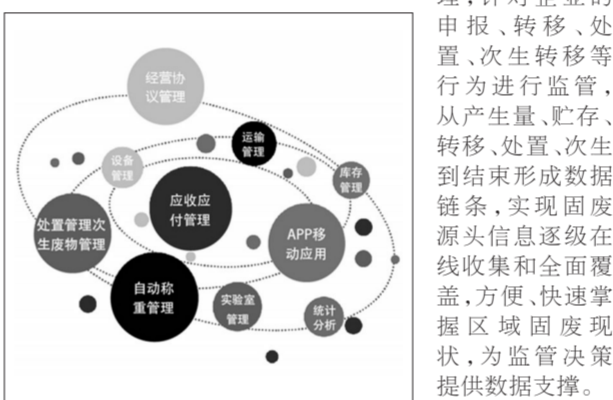 经营协
议管理
运输
管理
设备
管理
库存
管理
应收应
付管理
处置管理次
生废物管理
APP移
动应用
自动称
重管理
实验室
管理
统计
分析
申报、转移、处
置、次生转移等
行为进行监管，
从产生量、贮存、
转移、处置、次生
到结束形成数据
链条，实现固废
源头信息逐级在
线收集和全面覆
盖，方便、快速掌
握区域固废现
状，为监管决策
提供数据支撑。